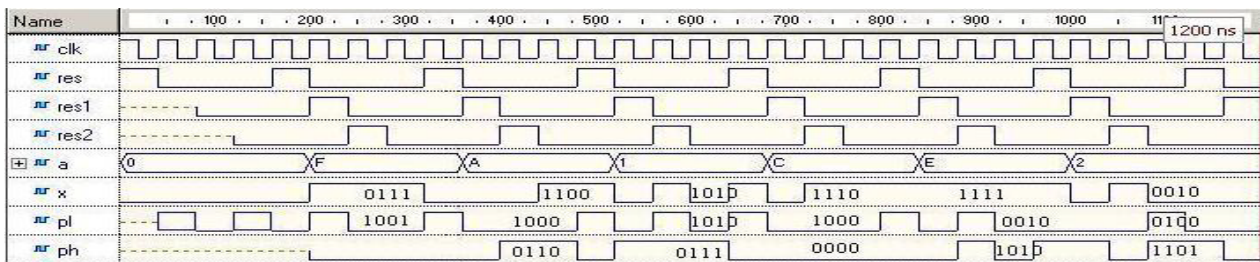 Name 100 200 300 400 500 600 700 800 900 1000 11
1200 ns
clk
res
res1
res2
a 0 F A 1 C E 2
x 0111 1100 1010 1110 1111 0010
pl 1001 1000 1010 1000 0010 0100
ph 0110 0111 0000 1010 1101